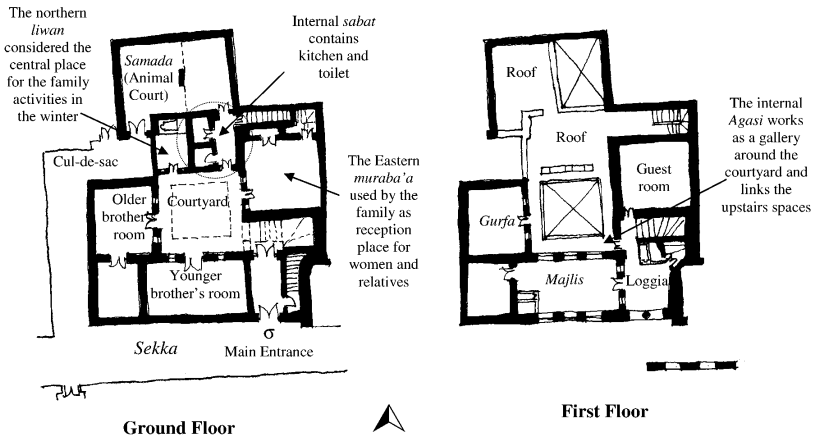 The northern
liwan
considered the
central place
for the family
activities in
the winter
Internal sabat
contains
kitchen and
toilet
Samada
(Animal
Court)
Cul-de-sac
Older
brother
room
Courtyard
The Eastern
muraba'a
used by the
family as
reception
place for
women and
relatives
Younger
brother's room
σ
Sekka
Main Entrance
Ground Floor
Roof
Roof
The internal
Agasi works
as a gallery
around the
courtyard and
links the
upstairs spaces
Guest
room
Gurfa
Majlis
Loggia
First Floor